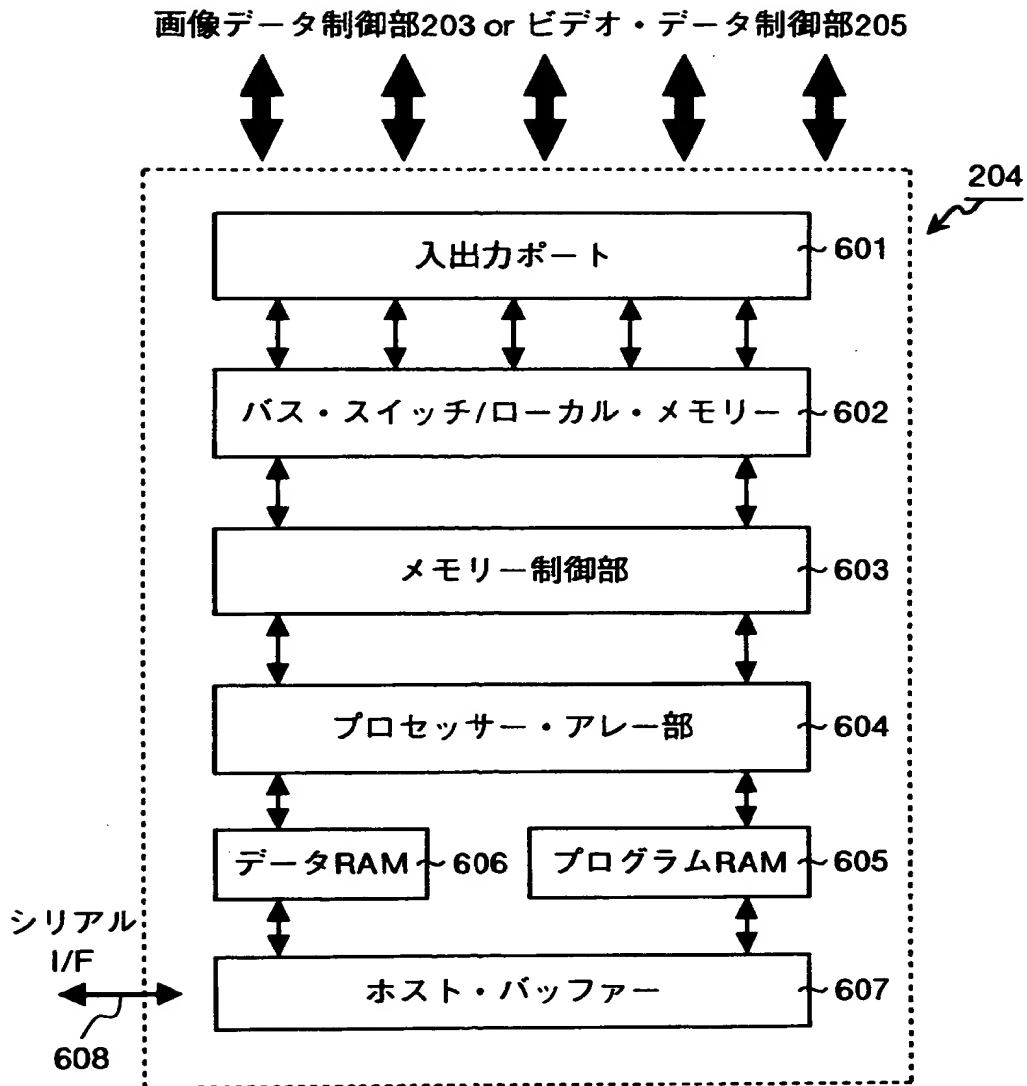 画像データ制御部203 or ビデオ・データ制御部205
204
入出力ポート
601
バス・スイッチ/ローカル・メモリー
602
メモリー制御部
603
プロセッサー・アレー部
604
データRAM
606
プログラムRAM
605
シリアル
I/F
ホスト・バッファー
607
608